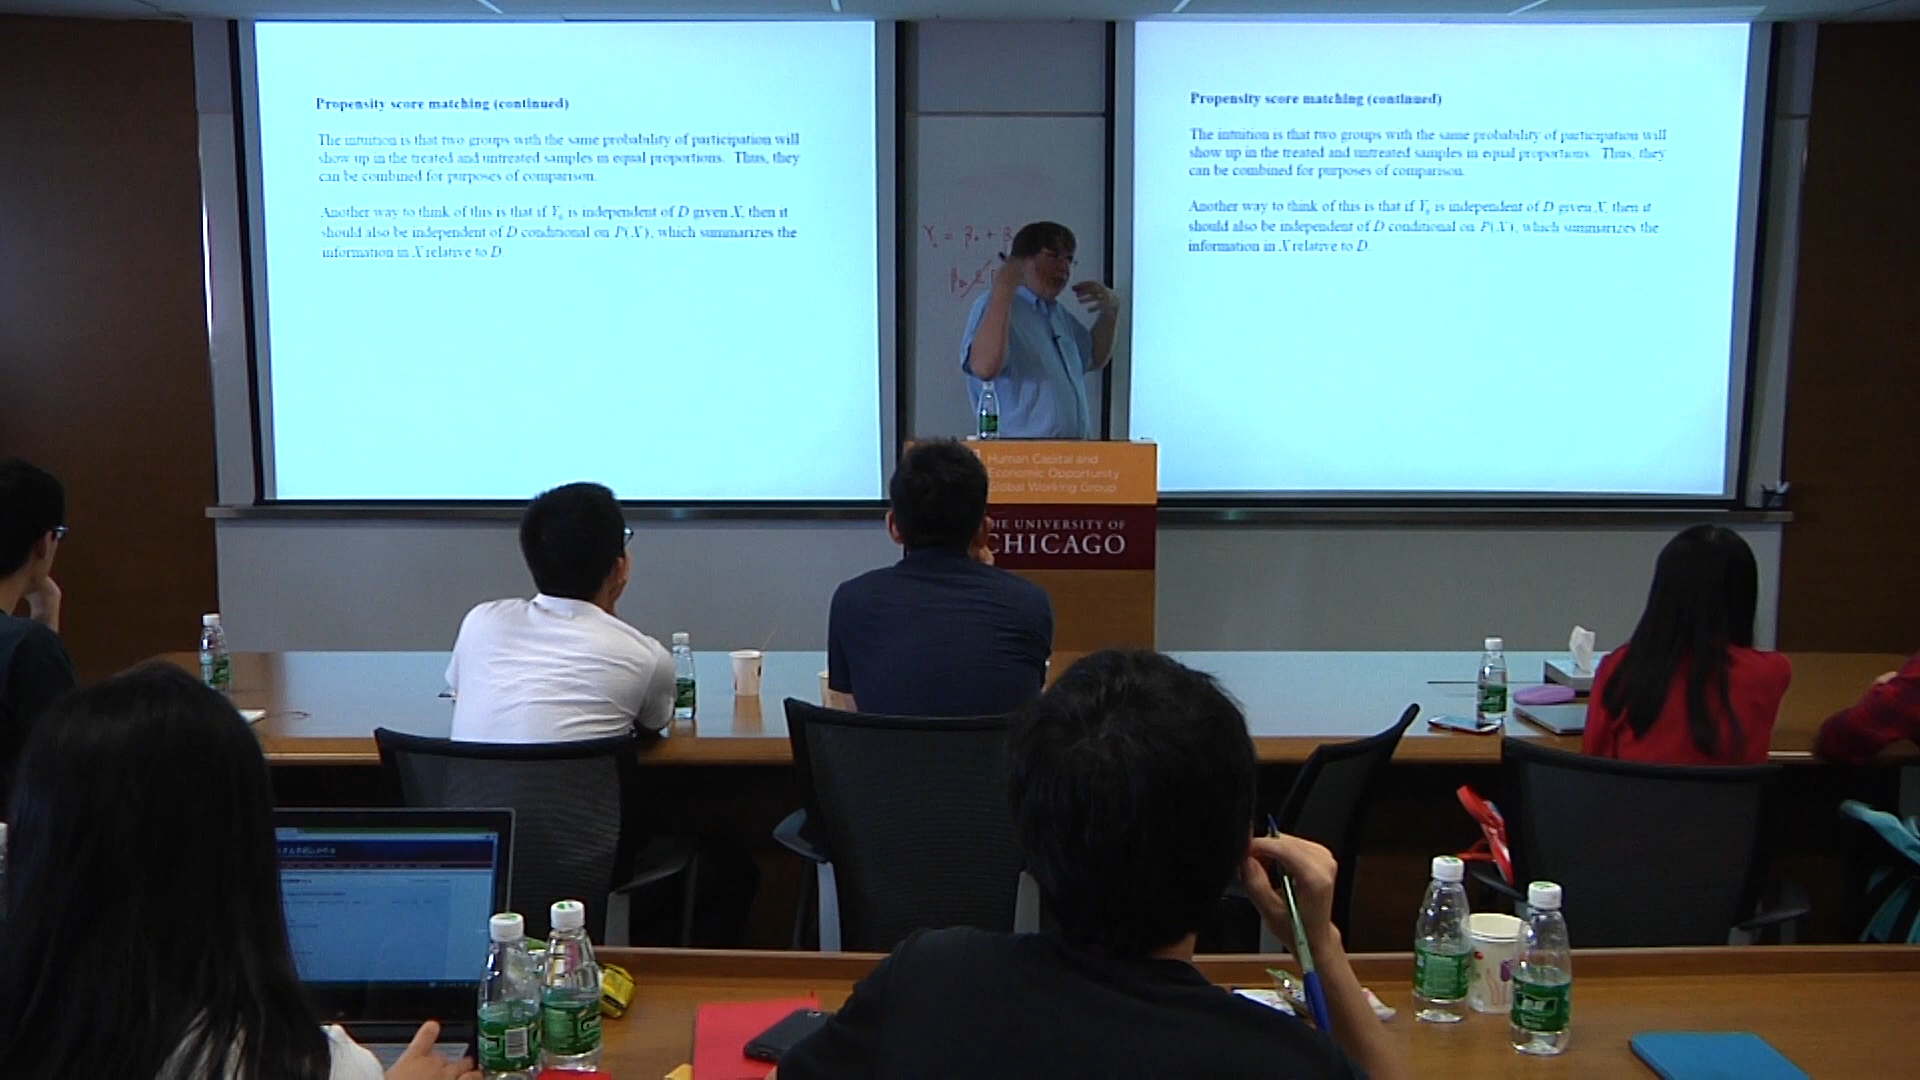 Propensity score matching (continued)
The intuition is that two groups with the same probability of participation will
show up in the treated and untreated samples in equal proportions. Thus, they
can be combined for purposes of comparison.
Another way to think of this is that if Y₀ is independent of D given X, then it
should also be independent of D conditional on P(X), which summarizes the
information in X relative to D.
Propensity score matching (continued)
The intuition is that two groups with the same probability of participation will
show up in the treated and untreated samples in equal proportions. Thus, they
can be combined for purposes of comparison.
Another way to think of this is that if Y₀ is independent of D given X, then it
should also be independent of D conditional on P(X), which summarizes the
information in X relative to D.
Human Capital and
Economic Opportunity
Global Working Group
THE UNIVERSITY OF
CHICAGO